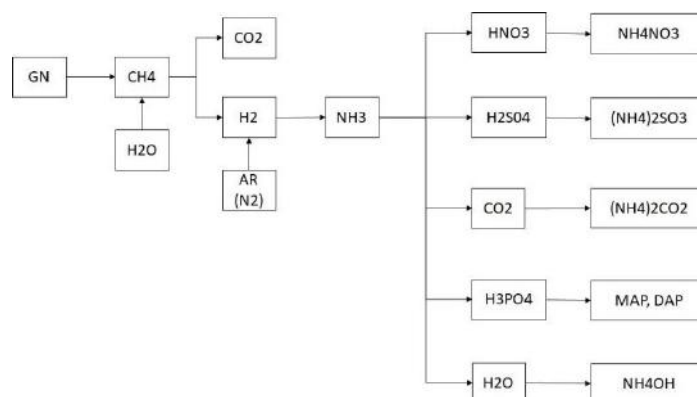 GN
CH4
H2O
CO2
H2
AR
(N2)
NH3
HNO3
NH4NO3
H2S04
(NH4)2SO3
CO2
(NH4)2CO2
H3PO4
MAP, DAP
H2O
NH4OH